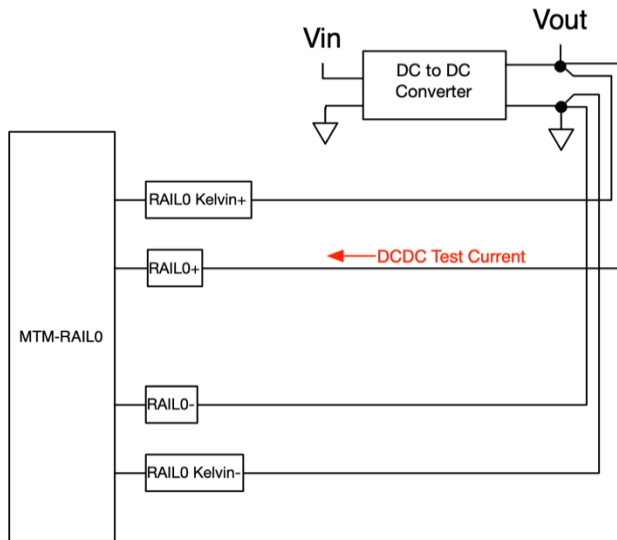 Vin
Vout
DC to DC
Converter
RAIL0 Kelvin+
DCDC Test Current
RAIL0+
MTM-RAIL0
RAIL0-
RAIL0 Kelvin-